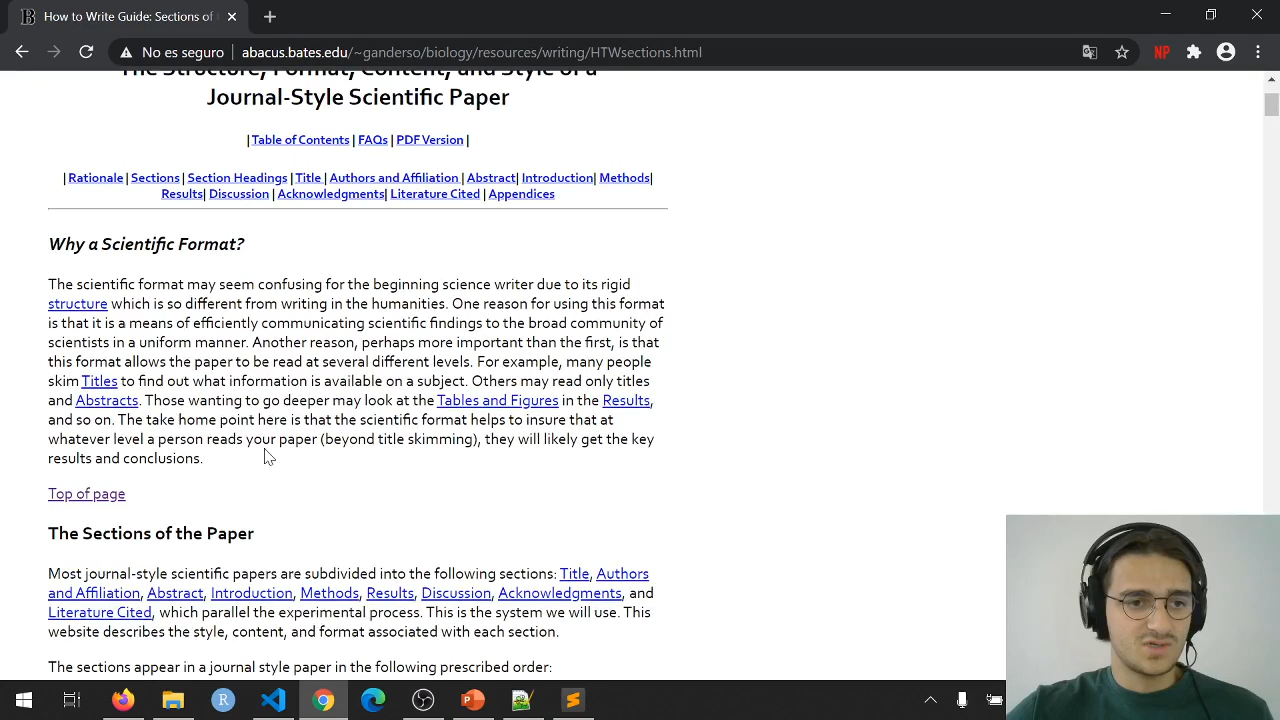 How to Write Guide: Sections of
No es seguro abacus.bates.edu/~ganderso/biology/resources/writing/HTWsections.html
NP
The Structure, Format, Content, and Style of a
Journal-Style Scientific Paper
| Table of Contents | FAQs | PDF Version |
| Rationale | Sections | Section Headings | Title | Authors and Affiliation | Abstract| Introduction| Methods|
Results| Discussion | Acknowledgments| Literature Cited | Appendices
Why a Scientific Format?
The scientific format may seem confusing for the beginning science writer due to its rigid
structure which is so different from writing in the humanities. One reason for using this format
is that it is a means of efficiently communicating scientific findings to the broad community of
scientists in a uniform manner. Another reason, perhaps more important than the first, is that
this format allows the paper to be read at several different levels. For example, many people
skim Titles to find out what information is available on a subject. Others may read only titles
and Abstracts. Those wanting to go deeper may look at the Tables and Figures in the Results,
and so on. The take home point here is that the scientific format helps to insure that at
whatever level a person reads your paper (beyond title skimming), they will likely get the key
results and conclusions.
Top of page
The Sections of the Paper
Most journal-style scientific papers are subdivided into the following sections: Title, Authors
and Affiliation, Abstract, Introduction, Methods, Results, Discussion, Acknowledgments, and
Literature Cited, which parallel the experimental process. This is the system we will use. This
website describes the style, content, and format associated with each section.
The sections appear in a journal style paper in the following prescribed order: